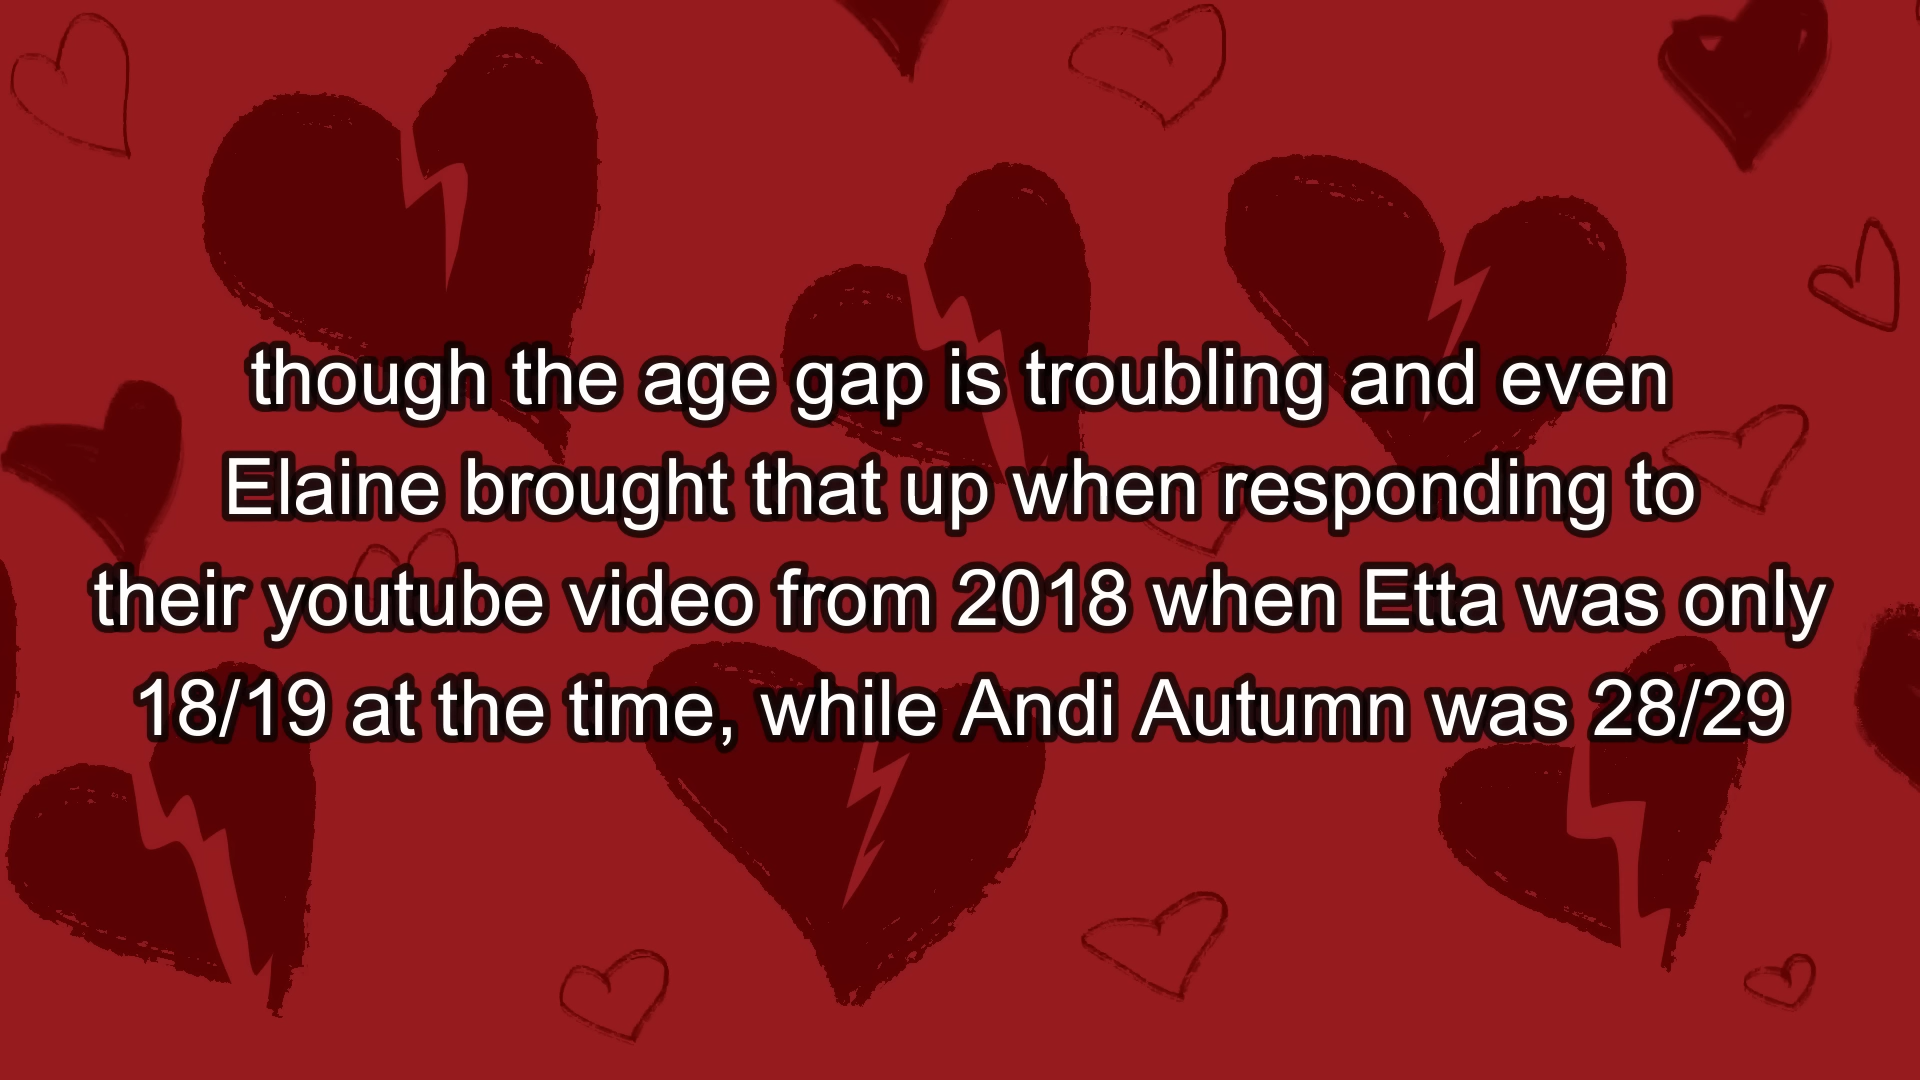 though the age gap is troubling and even
Elaine brought that up when responding to
their youtube video from 2018 when Etta was only
18/19 at the time, while Andi Autumn was 28/29